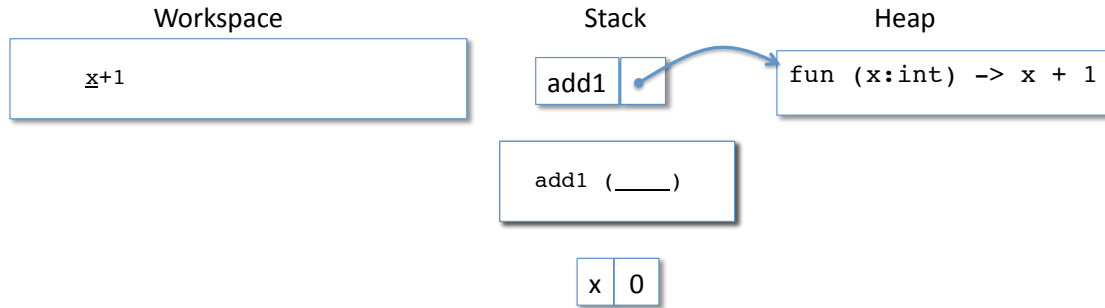 Workspace
Stack
Heap
x+1
add1
fun (x:int) -> x + 1
add1 (____)
x 0